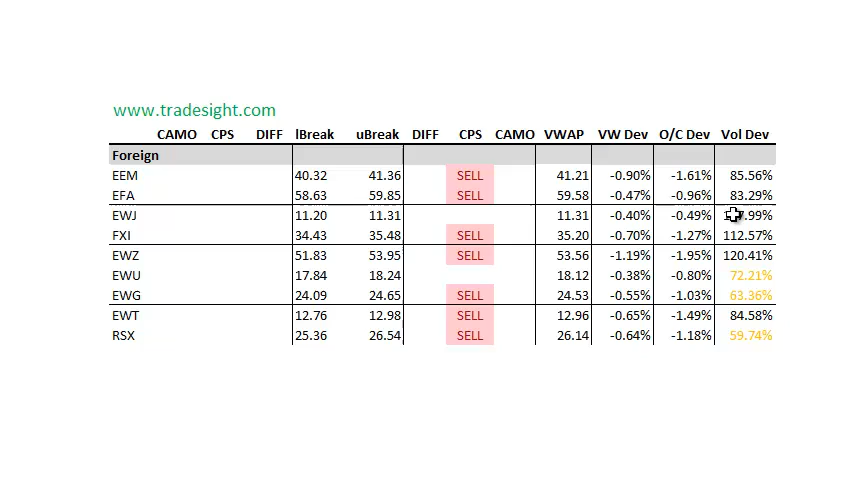 www.tradesight.com
CAMO CPS DIFF lBreak uBreak DIFF CPS CAMO VWAP VW Dev O/C Dev Vol Dev
Foreign
EEM 40.32 41.36 SELL 41.21 -0.90% -1.61% 85.56%
EFA 58.63 59.85 SELL 59.58 -0.47% -0.96% 83.29%
EWJ 11.20 11.31 11.31 -0.40% -0.49%
FXI 34.43 35.48 SELL 35.20 -0.70% -1.27% 112.57%
EWZ 51.83 53.95 SELL 53.56 -1.19% -1.95% 120.41%
EWU 17.84 18.24 18.12 -0.38% -0.80% 72.21%
EWG 24.09 24.65 SELL 24.53 -0.55% -1.03% 63.36%
EWT 12.76 12.98 SELL 12.96 -0.65% -1.49% 84.58%
RSX 25.36 26.54 SELL 26.14 -0.64% -1.18% 59.74%